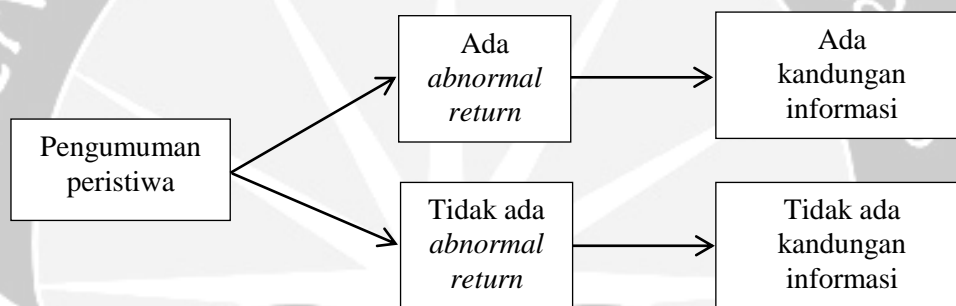 Pengumuman
peristiwa
Ada
abnormal
return
Ada
kandungan
informasi
Tidak ada
abnormal
return
Tidak ada
kandungan
informasi